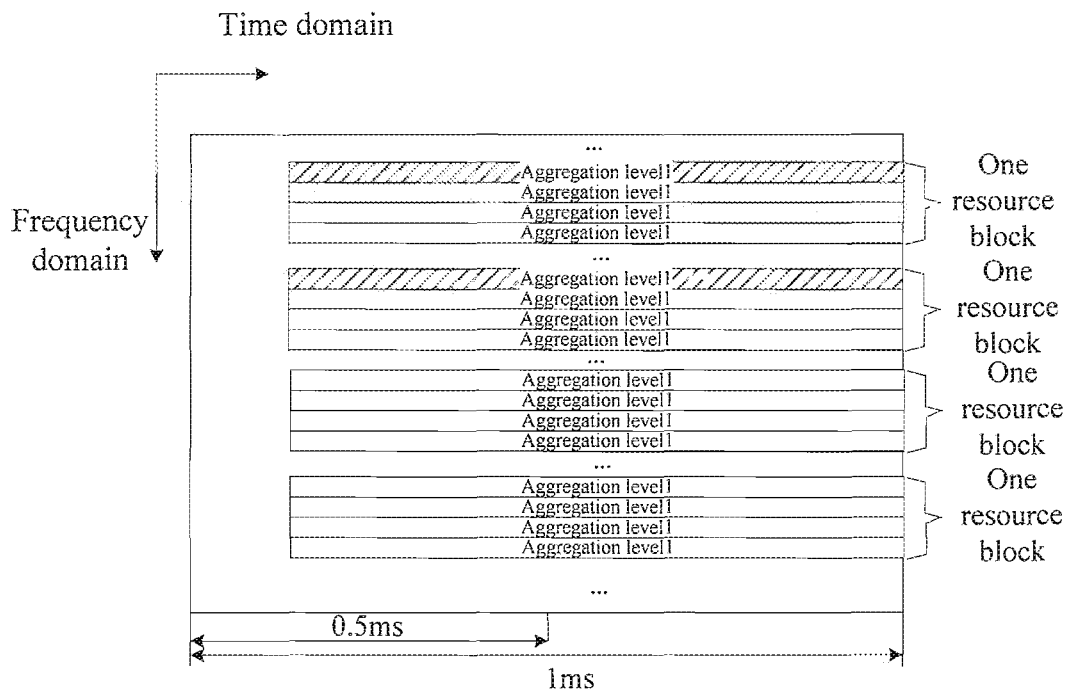 Time domain
Frequency
domain
...
Aggregation level1
Aggregation level1
Aggregation level1
Aggregation level1
One
resource
block
...
Aggregation level1
Aggregation level1
Aggregation level1
Aggregation level1
One
resource
block
...
Aggregation level1
Aggregation level1
Aggregation level1
Aggregation level1
One
resource
block
...
Aggregation level1
Aggregation level1
Aggregation level1
Aggregation level1
One
resource
block
...
0.5ms
1ms